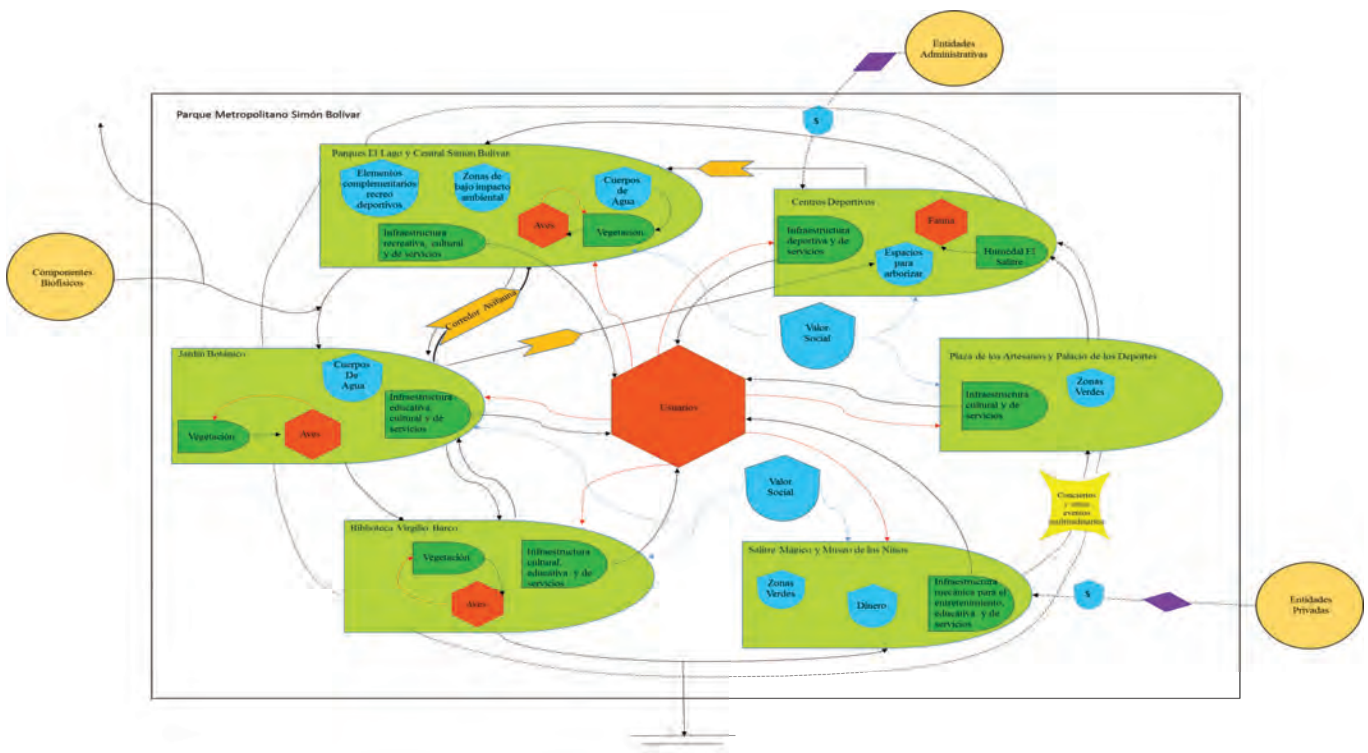 Entidades
Administrativas
Parque Metropolitano Simón Bolívar
$
Parques El Lago y Central Simon Bolívar
Elementos
complementarios
recreo
deportivos
Zonas de
bajo impacto
ambiental
Cuerpos
de
Agua
Aves
Vegetación
Infraestructura
recreativa, cultural
y de servicios
Centros Deportivos
Infraestructura
deportiva y de
servicios
Fauna
Espacios
para
arborizar
Humedal El
Salitre
Componentes
Biofísicos
Corredor Avifauna
Valor
Social
Jardín Botánico
Cuerpos
De
Agua
Infraestructura
educativa,
cultural y de
servicios
Vegetación
Aves
Usuarios
Plaza de los Artesanos y Palacio de los Deportes
Infraestructura
cultural y de
servicios
Zonas
Verdes
Valor
Social
Conciertos
y otros
eventos
multitudinarios
Biblioteca Virgilio Barco
Vegetación
Aves
Infraestructura
cultural,
educativa y de
servicios
Salitre Mágico y Museo de los Niños
Zonas
Verdes
Dinero
Infraestructura
mecánica para el
entretenimiento,
educativa y de
servicios
$
Entidades
Privadas